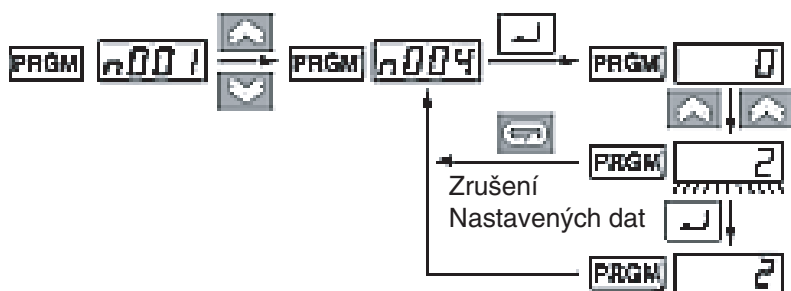 PRGM n001 PRGM n004 PRGM 0
PRGM 2
Zrušení
Nastavených dat
PRGM 2